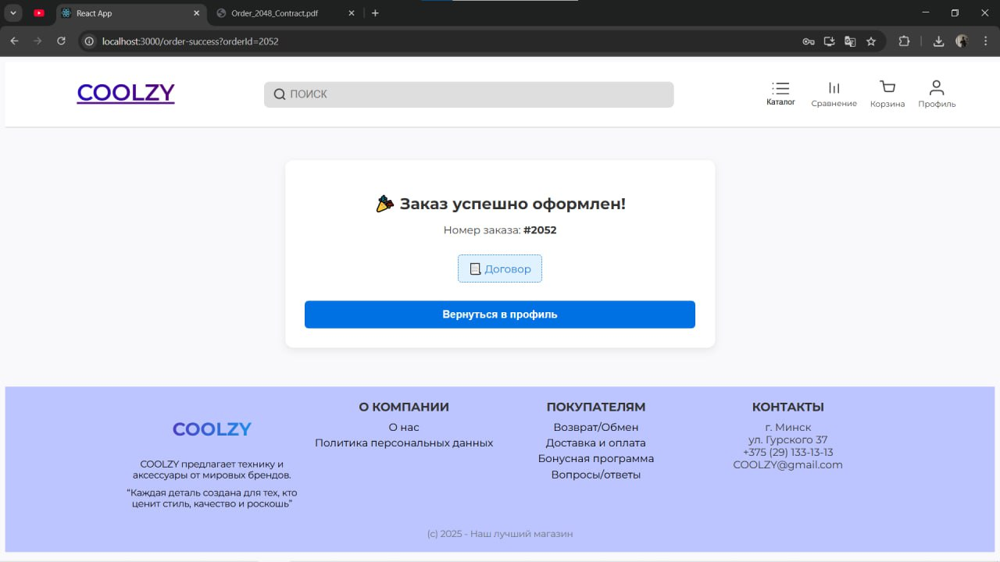 React App
Order_2048_Contract.pdf
localhost:3000/order-success?orderId=2052
COOLZY
ПОИСК
Каталог
Сравнение
Корзина
Профиль
Заказ успешно оформлен!
Номер заказа: #2052
Договор
Вернуться в профиль
COOLZY
COOLZY предлагает технику и
аксессуары от мировых брендов.
“Каждая деталь создана для тех, кто
ценит стиль, качество и роскошь”
О КОМПАНИИ
О нас
Политика персональных данных
ПОКУПАТЕЛЯМ
Возврат/Обмен
Доставка и оплата
Бонусная программа
Вопросы/ответы
КОНТАКТЫ
г. Минск
ул. Гурского 37
+375 (29) 133-13-13
COOLZY@gmail.com
(c) 2025 - Наш лучший магазин